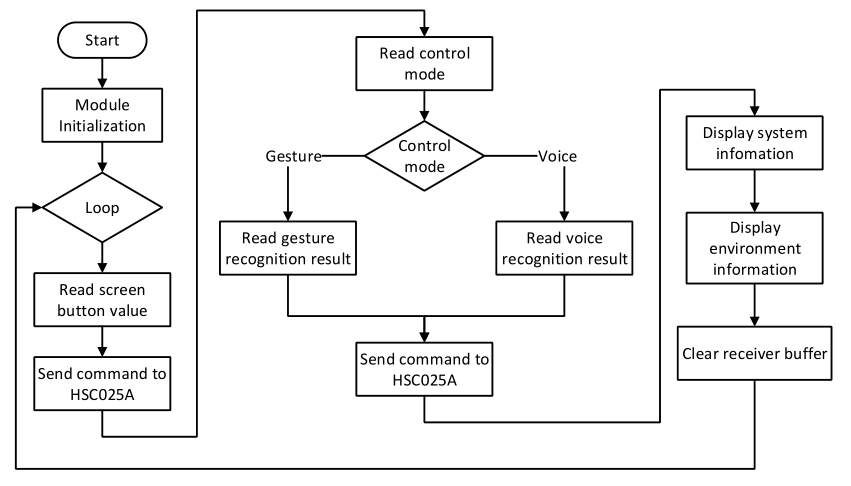 Start
Module
Initialization
Loop
Read screen
button value
Send command to
HSC025A
Read control
mode
Control
mode
Gesture
Voice
Read gesture
recognition result
Read voice
recognition result
Send command to
HSC025A
Display system
infomation
Display
environment
information
Clear receiver buffer